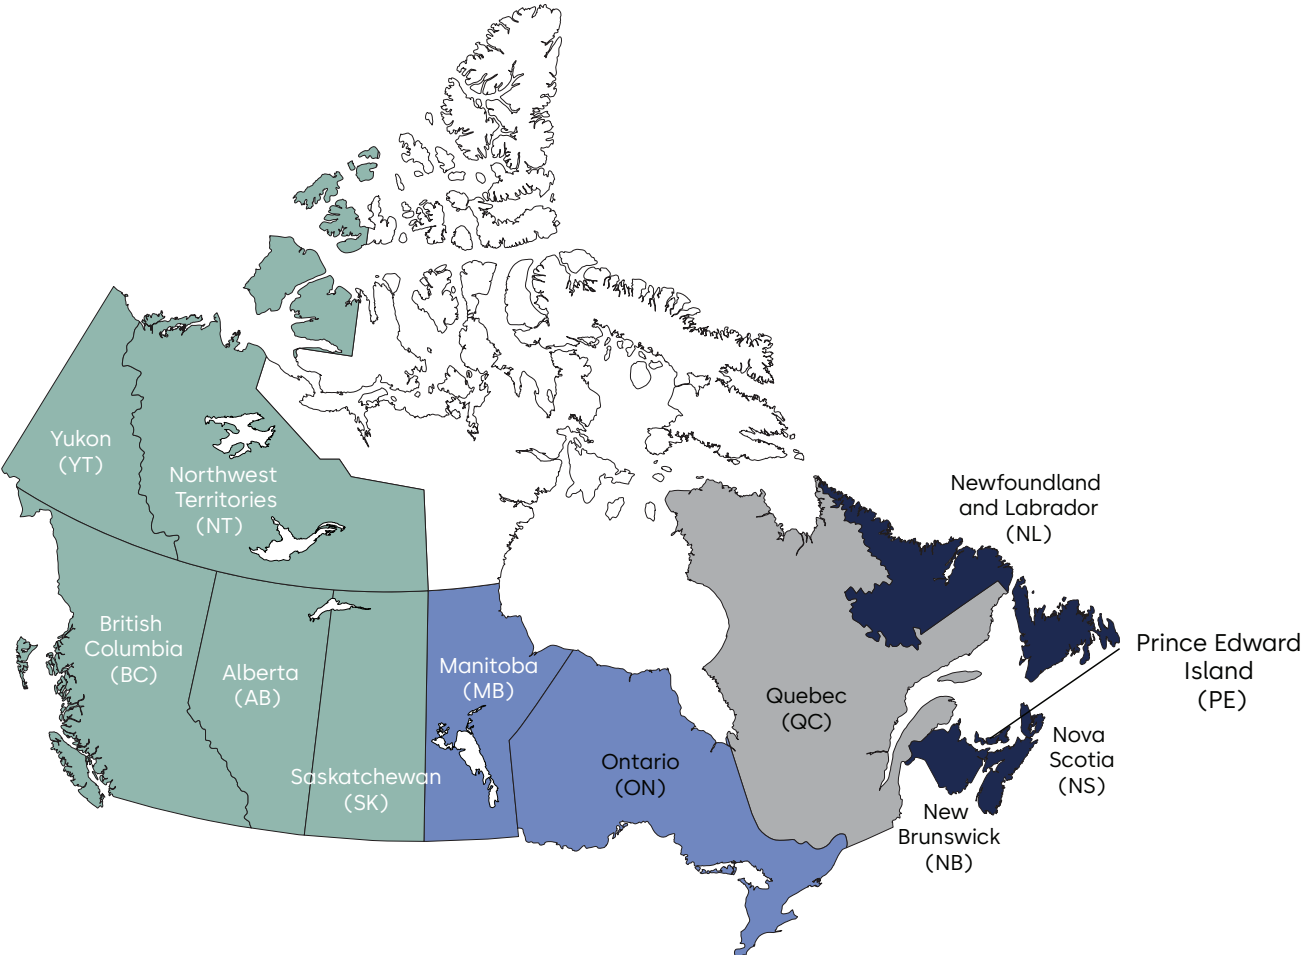 Yukon
(YT)
Northwest
Territories
(NT)
British
Columbia
(BC)
Alberta
(AB)
Saskatchewan
(SK)
Manitoba
(MB)
Ontario
(ON)
Quebec
(QC)
Newfoundland
and Labrador
(NL)
Prince Edward
Island
(PE)
Nova
Scotia
(NS)
New
Brunswick
(NB)